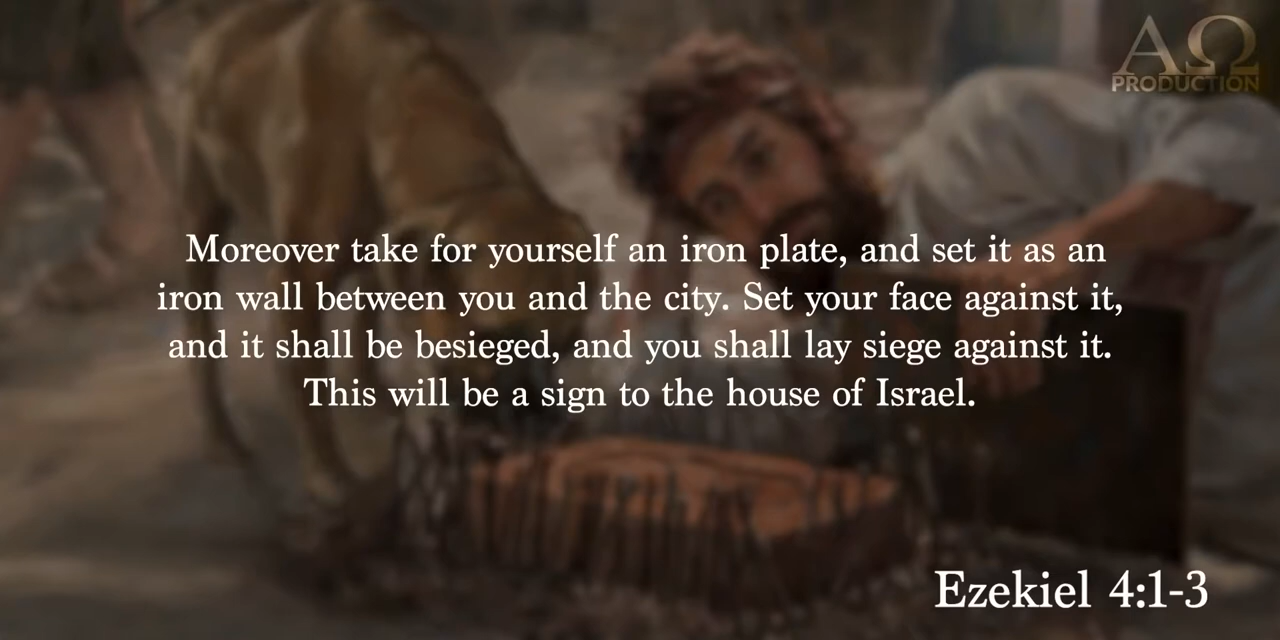 ΑΩ
PRODUCTION
Moreover take for yourself an iron plate, and set it as an
iron wall between you and the city. Set your face against it,
and it shall be besieged, and you shall lay siege against it.
This will be a sign to the house of Israel.
Ezekiel 4:1-3